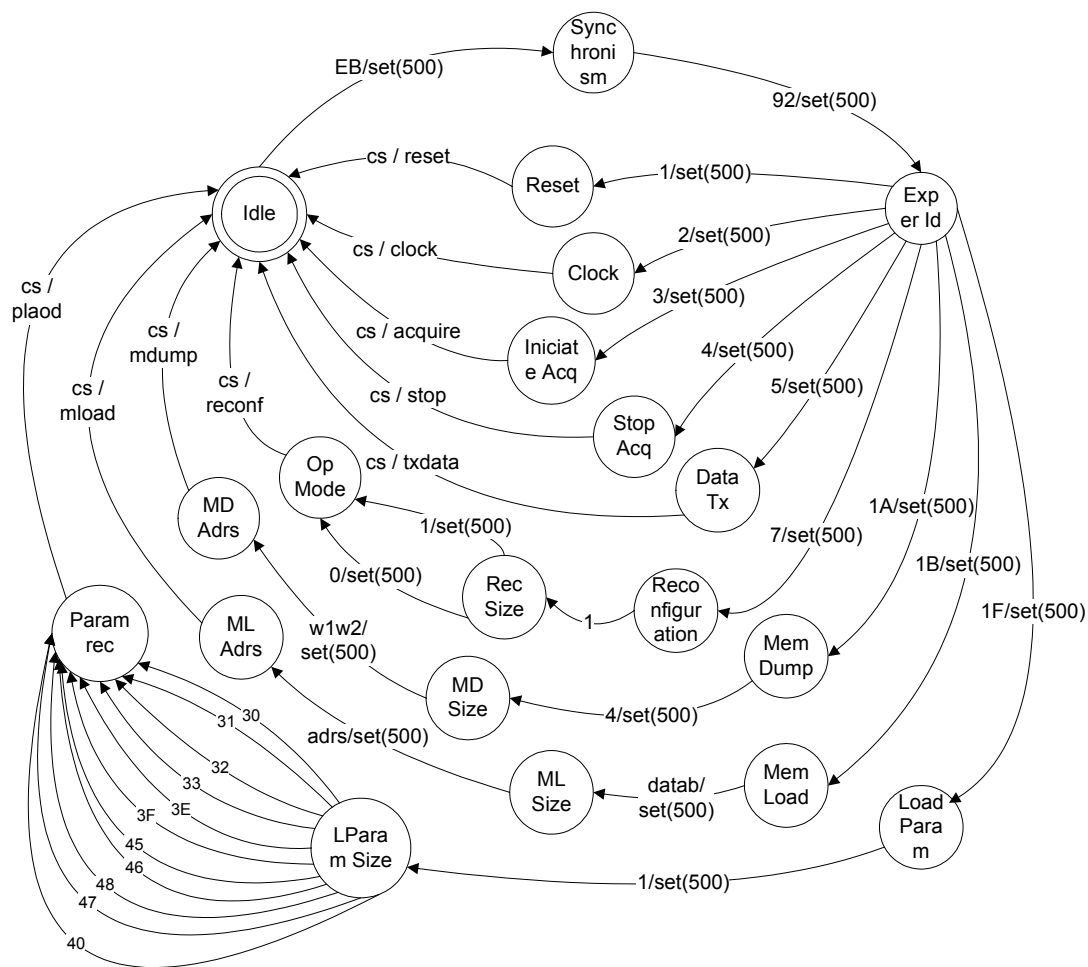 Sync
hroni
sm
EB/set(500)
92/set(500)
cs / reset
Reset
1/set(500)
Exp
er Id
Idle
2/set(500)
cs / clock
Clock
3/set(500)
cs /
plaod
cs /
mdump
cs / acquire
Iniciat
e Acq
4/set(500)
5/set(500)
cs /
mload
cs /
reconf
cs / stop
Stop
Acq
cs / txdata
Op
Mode
Data
Tx
MD
Adrs
1A/set(500)
1/set(500)
7/set(500)
1B/set(500)
0/set(500)
Rec
Size
1
Reco
nfigur
ation
1F/set(500)
Param
rec
ML
Adrs
w1w2/
set(500)
Mem
Dump
MD
Size
4/set(500)
30
31
adrs/set(500)
32
33
3E
3F
45
46
48
47
40
ML
Size
datab/
set(500)
Mem
Load
Load
Para
m
LPara
m Size
1/set(500)